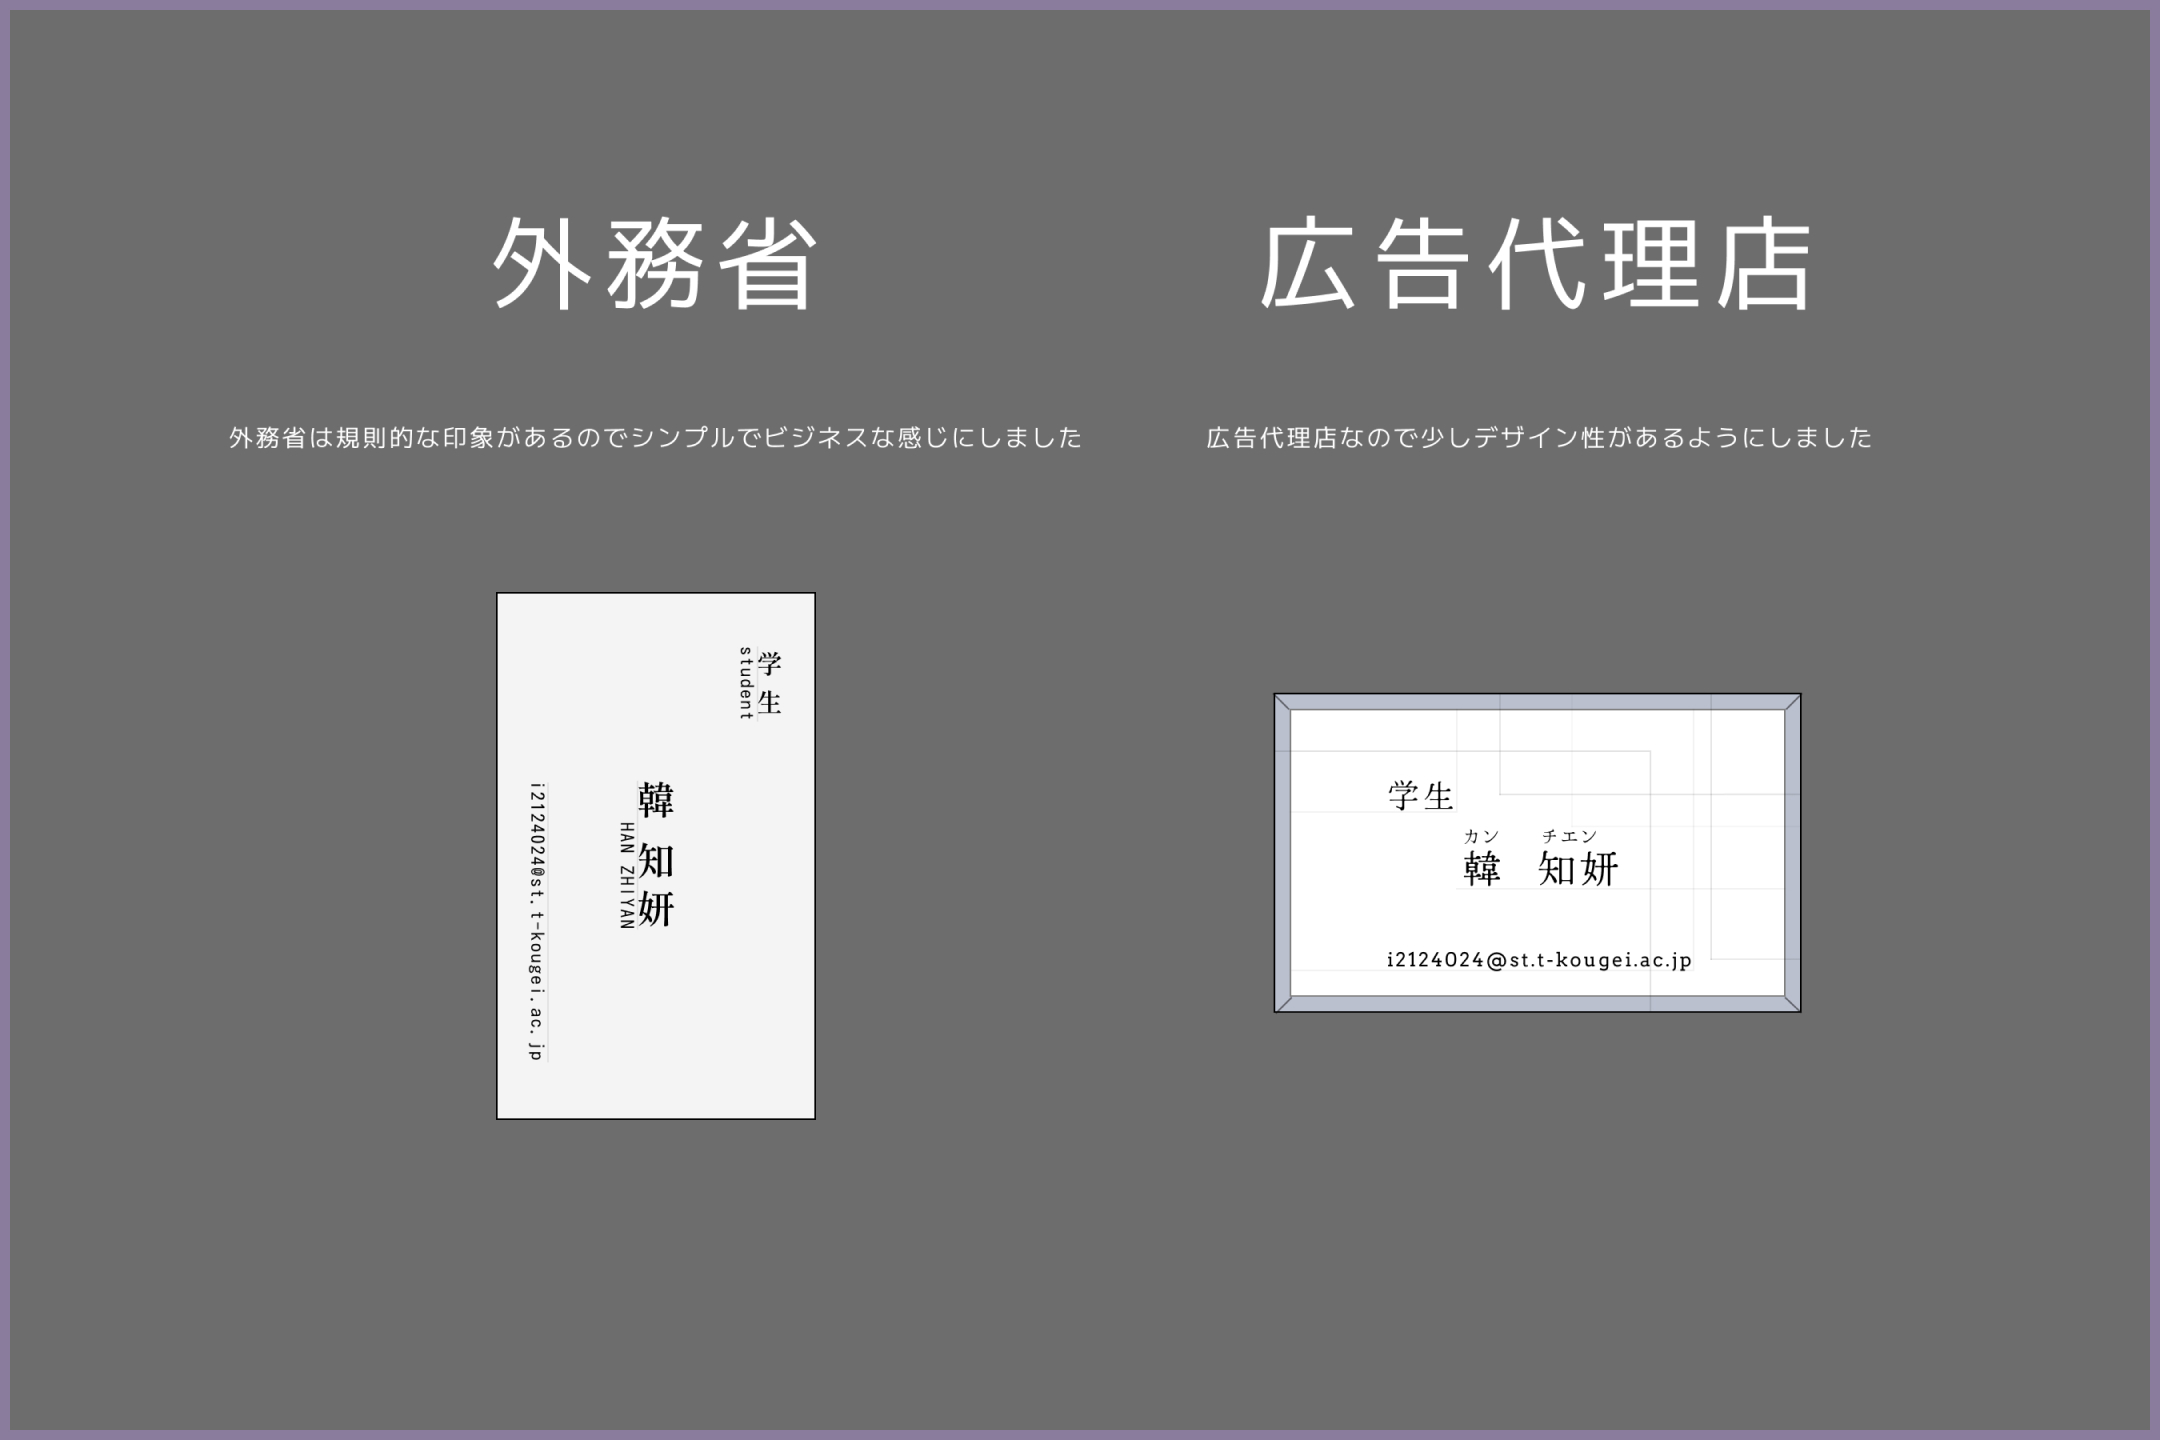 外務省
外務省は規則的な印象があるのでシンプルでビジネスな感じにしました
学生
student
韓 知妍
HAN ZHIYAN
i2124024@st.t-kougei.ac.jp
広告代理店
広告代理店なので少しデザイン性があるようにしました
学生
カン チエン
韓 知妍
i2124024@st.t-kougei.ac.jp